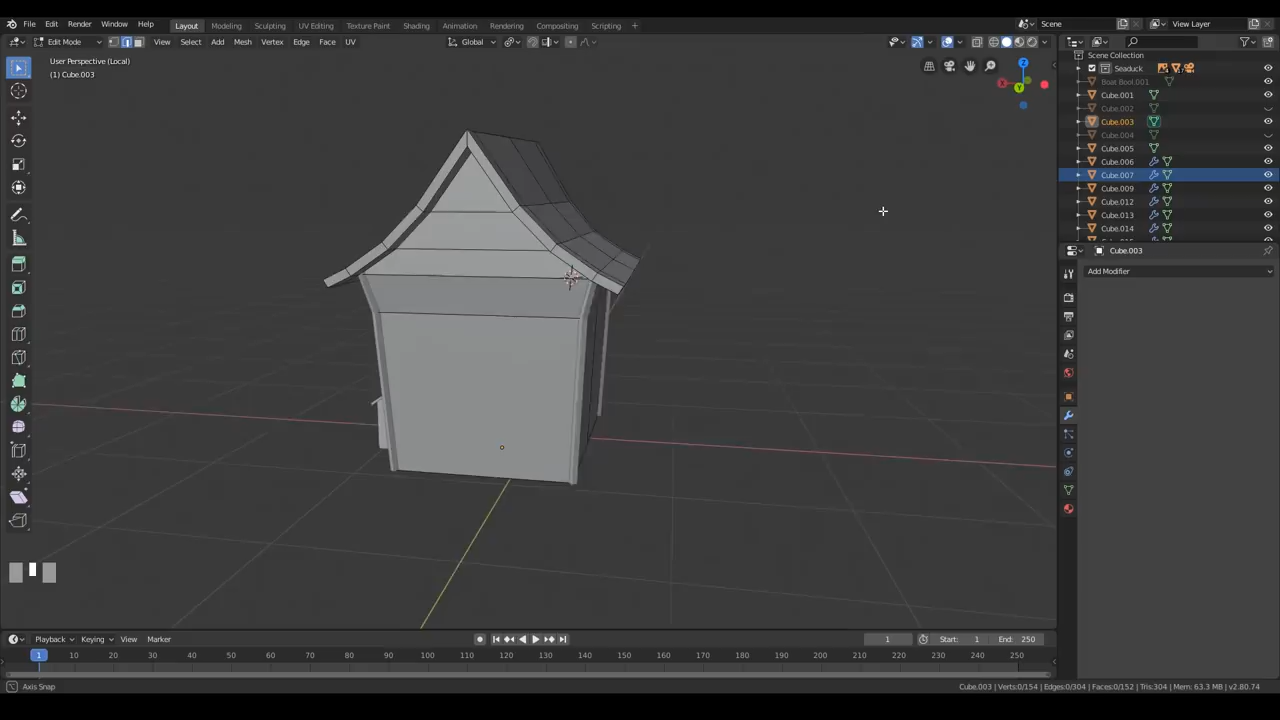 File Edit Render Window Help Layout Modeling Sculpting UV Editing Texture Paint Shading Animation Rendering Compositing Scripting + Scene View Layer
Edit Mode View Select Add Mesh Vertex Edge Face UV Global
User Perspective (Local)
(1) Cube.003
Z
X
Y
Scene Collection
Seaduck
Boat Bool.001
Cube.001
Cube.002
Cube.003
Cube.004
Cube.005
Cube.006
Cube.007
Cube.009
Cube.012
Cube.013
Cube.014
Cube.003
Add Modifier
Playback Keying View Marker 1 Start: 1 End: 250
1 10 20 30 40 50 60 70 80 90 100 110 120 130 140 150 160 170 180 190 200 210 220 230 240 250
Axis Snap Cube.003 | Verts:0/154 | Edges:0/304 | Faces:0/152 | Tris:304 | Mem: 63.3 MB | v2.80.74